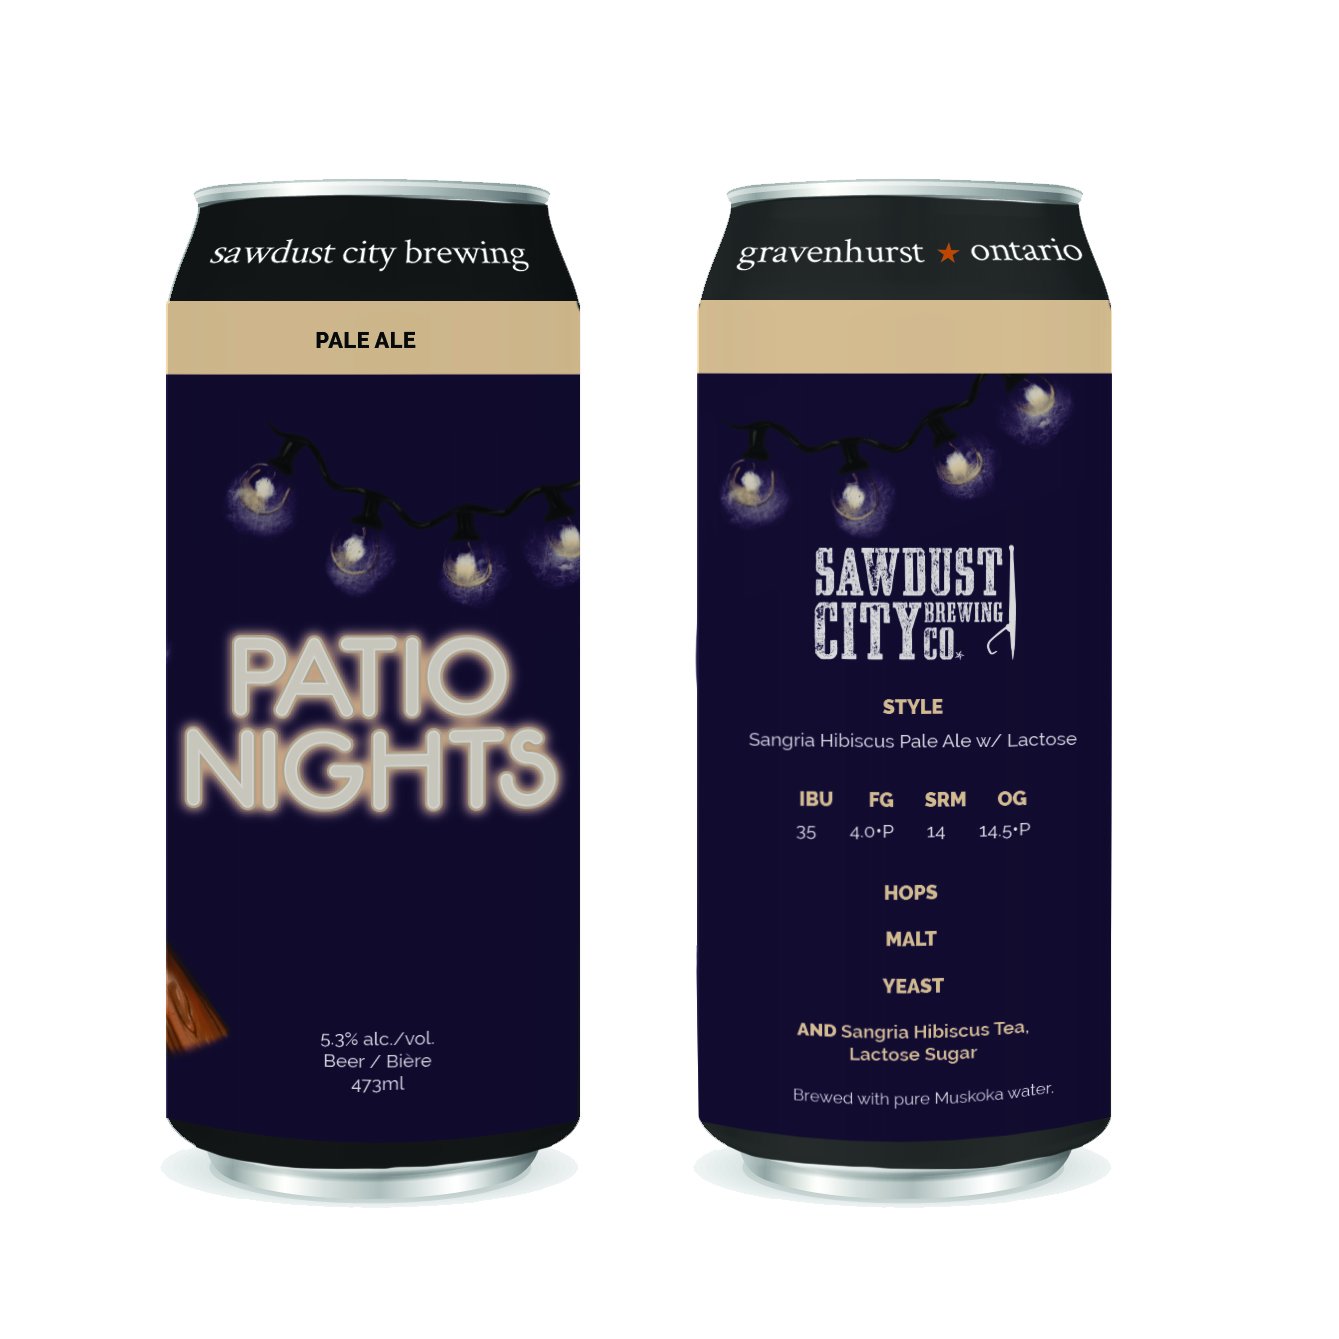 sawdust city brewing
PALE ALE
PATIO
NIGHTS
5.3% alc./vol.
Beer / Bière
473ml
gravenhurst ★ ontario
SAWDUST
CITY BREWING
CO.
STYLE
Sangria Hibiscus Pale Ale w/ Lactose
IBU FG SRM OG
35 4.0•P 14 14.5•P
HOPS
MALT
YEAST
AND Sangria Hibiscus Tea,
Lactose Sugar
Brewed with pure Muskoka water.